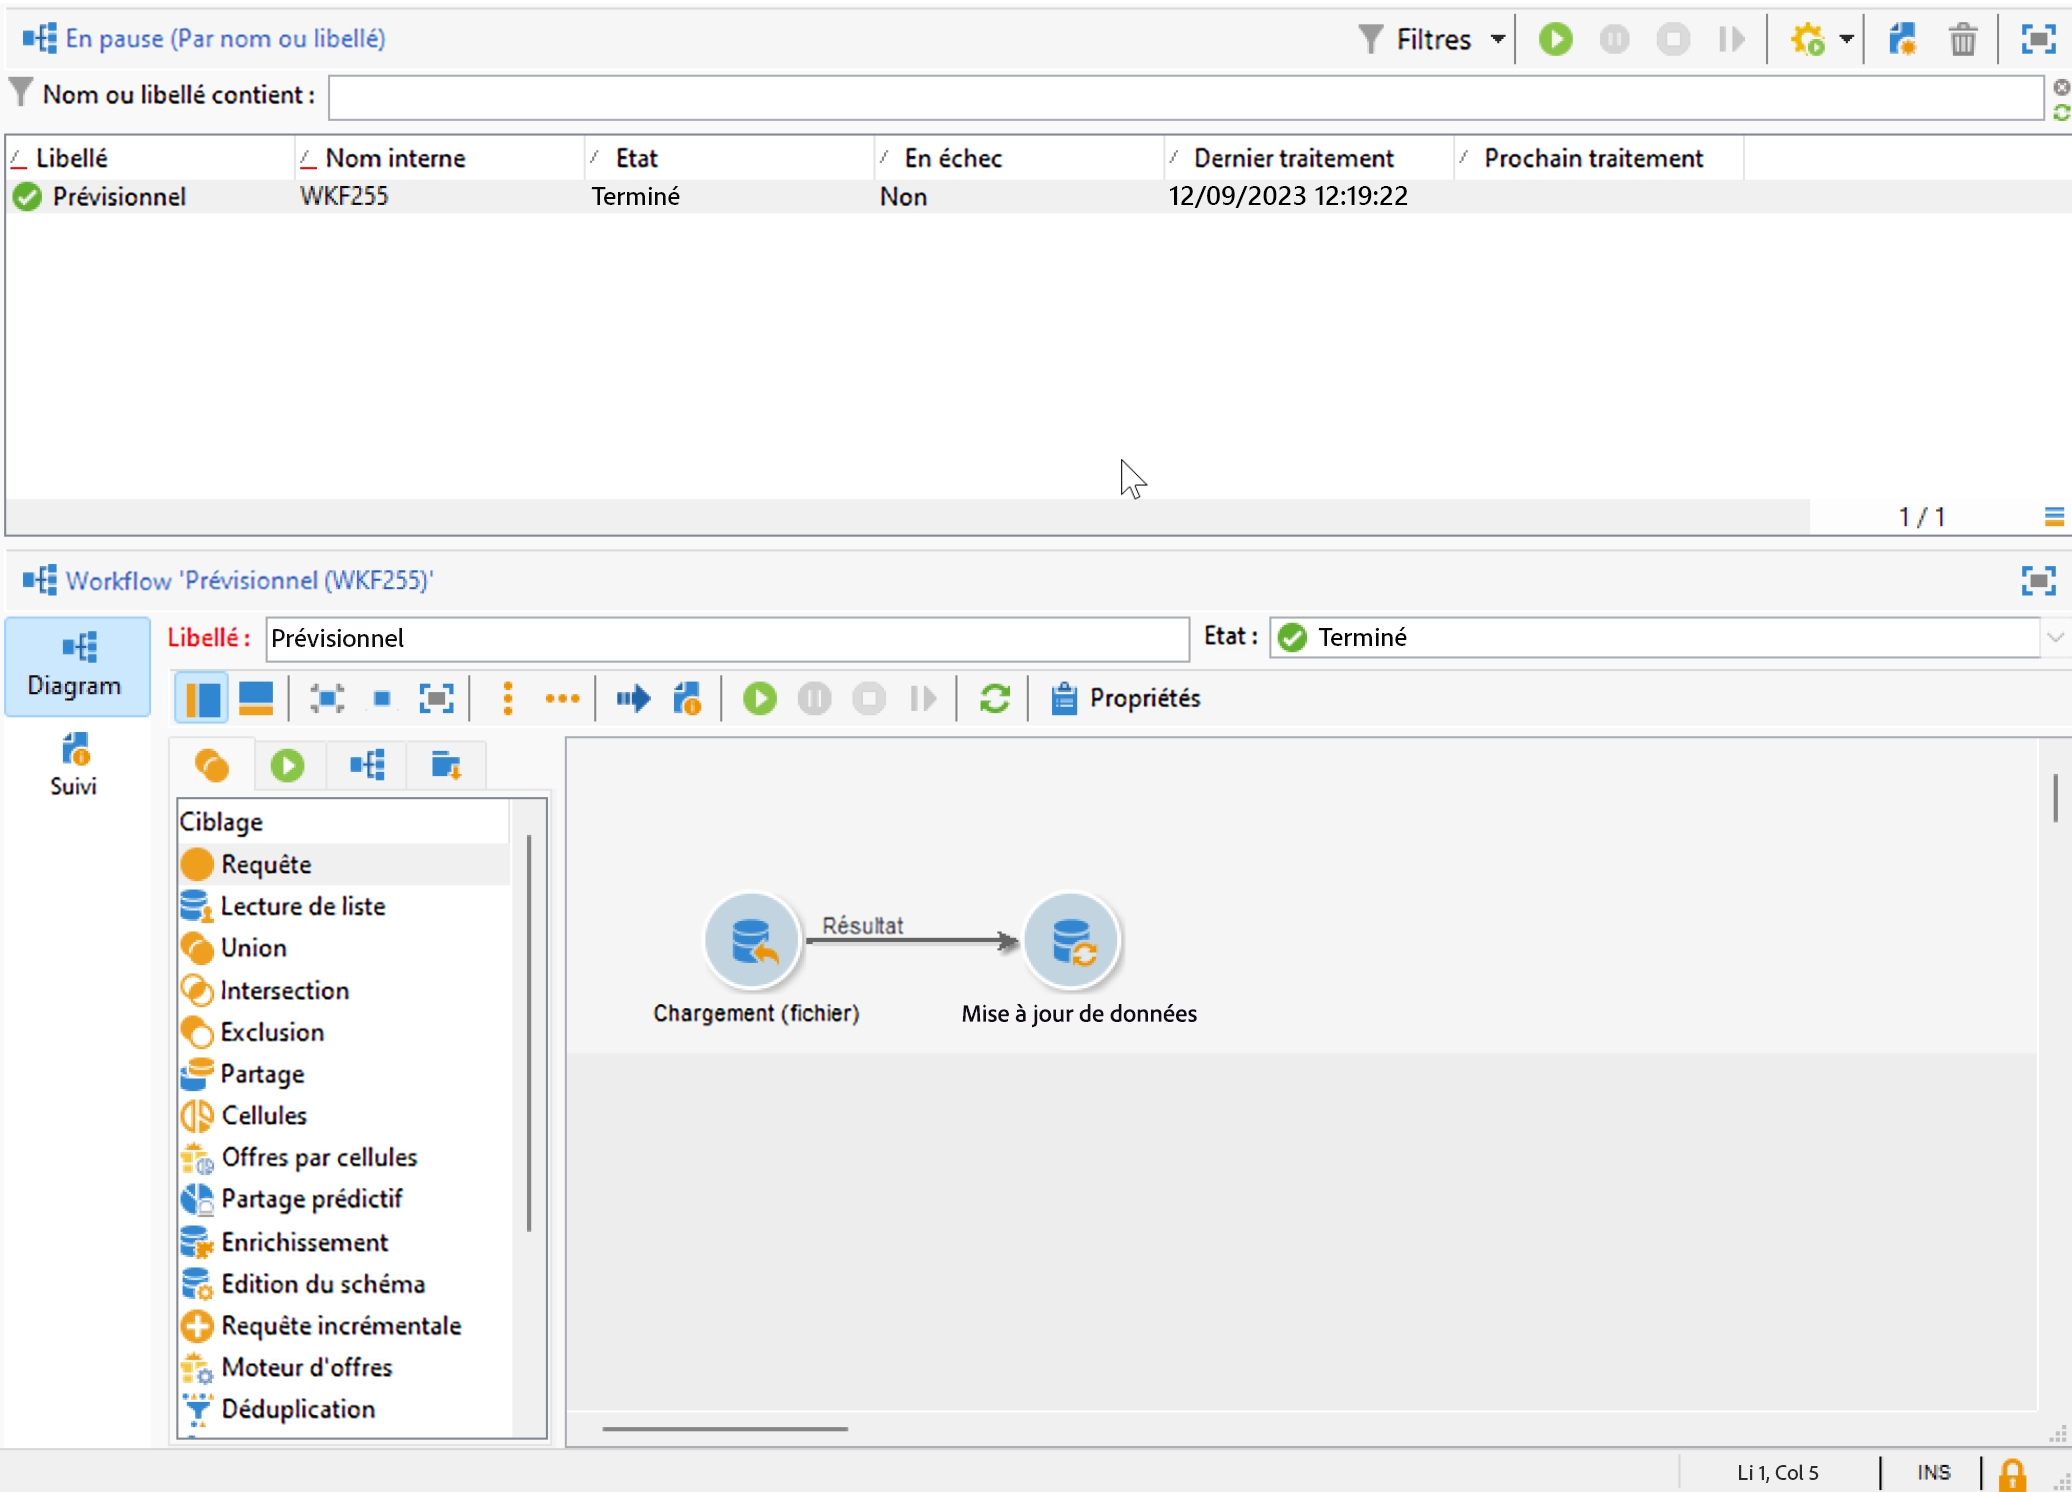 En pause (Par nom ou libellé)
Filtres
Nom ou libellé contient :
Libellé Nom interne Etat En échec Dernier traitement Prochain traitement
Prévisionnel WKF255 Terminé Non 12/09/2023 12:19:22
1 / 1
Workflow 'Prévisionnel (WKF255)'
Diagram
Suivi
Libellé : Prévisionnel Etat : Terminé
Propriétés
Ciblage
Requête
Lecture de liste
Union
Intersection
Exclusion
Partage
Cellules
Offres par cellules
Partage prédictif
Enrichissement
Edition du schéma
Requête incrémentale
Moteur d'offres
Déduplication
Résultat
Chargement (fichier)
Mise à jour de données
Li 1, Col 5 INS